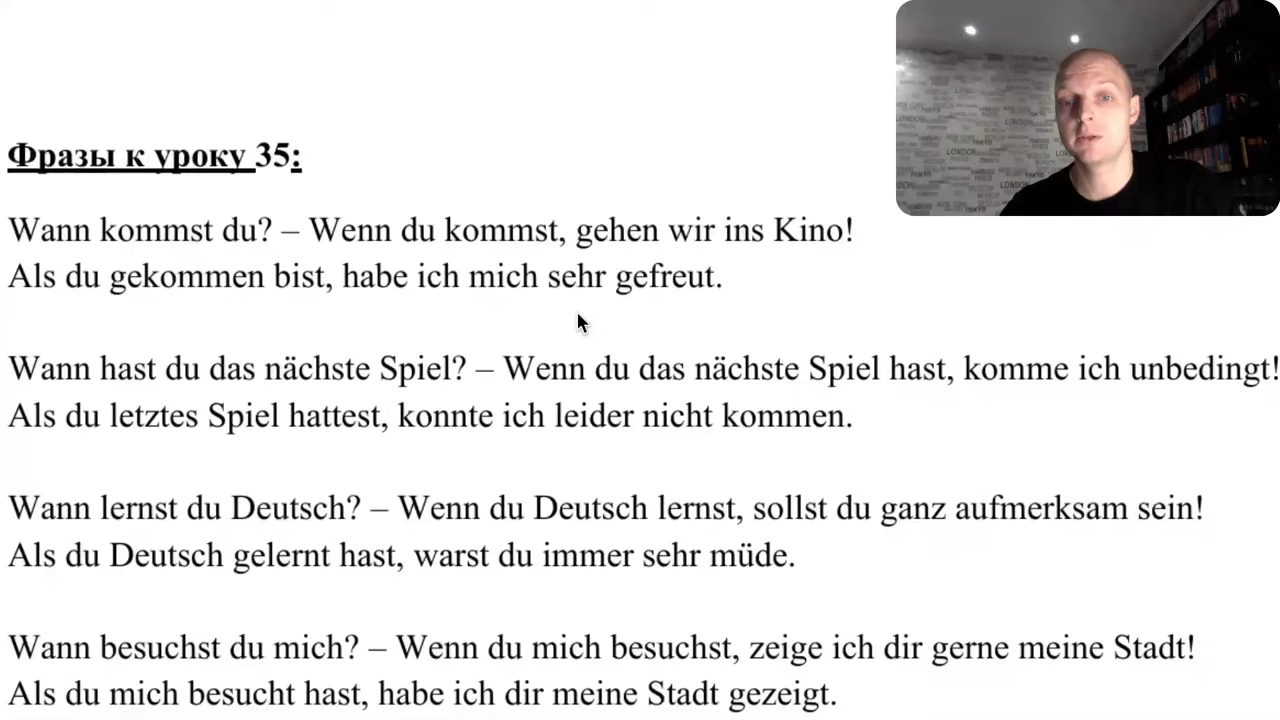 Фразы к уроку 35:
Wann kommst du? – Wenn du kommst, gehen wir ins Kino!
Als du gekommen bist, habe ich mich sehr gefreut.
Wann hast du das nächste Spiel? – Wenn du das nächste Spiel hast, komme ich unbedingt!
Als du letztes Spiel hattest, konnte ich leider nicht kommen.
Wann lernst du Deutsch? – Wenn du Deutsch lernst, sollst du ganz aufmerksam sein!
Als du Deutsch gelernt hast, warst du immer sehr müde.
Wann besuchst du mich? – Wenn du mich besuchst, zeige ich dir gerne meine Stadt!
Als du mich besucht hast, habe ich dir meine Stadt gezeigt.
LONDON
LONDON
LONDON
TOKYO
LONDON